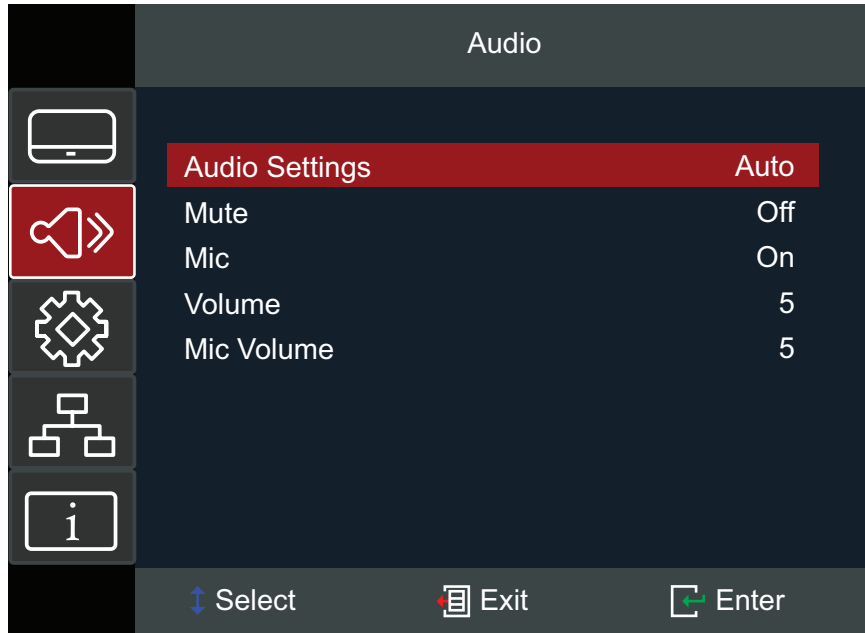 Audio
Audio Settings Auto
Mute Off
Mic On
Volume 5
Mic Volume 5
i
Select Exit Enter